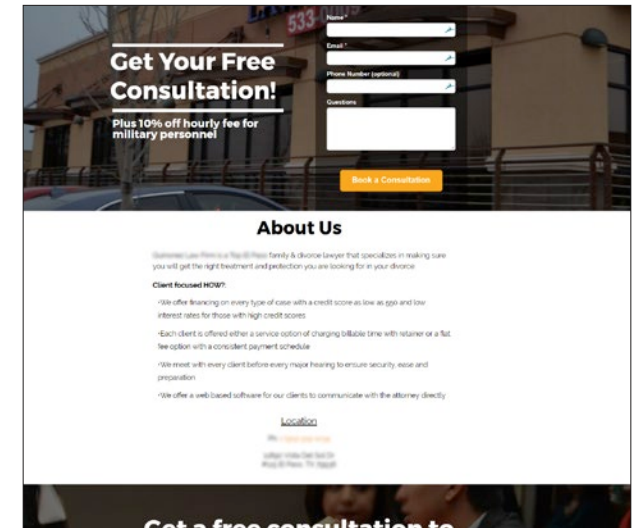 533-
Name *
Email *
Phone Number (optional)
Questions
Get Your Free
Consultation!
Plus 10% off hourly fee for
military personnel
Book a Consultation
About Us
family & divorce lawyer that specializes in making sure
you will get the right treatment and protection you are looking for in your divorce
Client focused HOW?:
•We offer financing on every type of case with a credit score as low as 550 and low
interest rates for those with high credit scores
•Each client is offered either a service option of charging billable time with retainer or a flat
fee option with a consistent payment schedule
•We meet with every client before every major hearing to ensure security, ease and
preparation
•We offer a web based software for our clients to communicate with the attorney directly
Location
Get a free consultation to